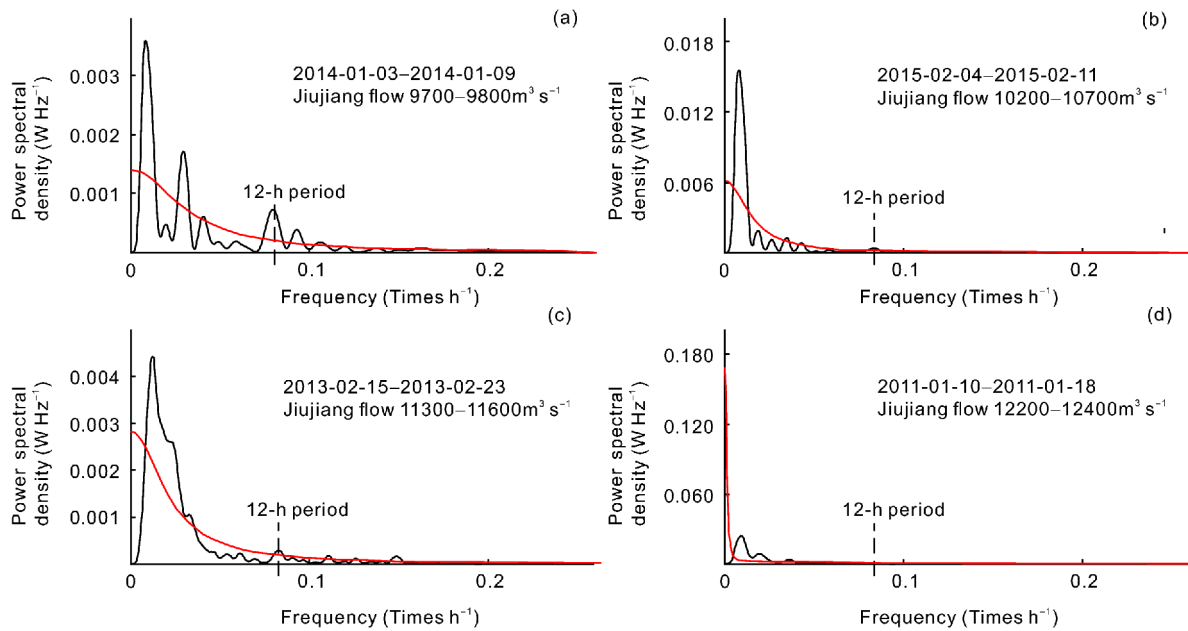 (a)
Power spectral
density (W Hz⁻¹)
0.003
0.002
0.001
2014-01-03–2014-01-09
Jiujiang flow 9700–9800m³ s⁻¹
12-h period
0
0.1
0.2
Frequency (Times h⁻¹)
(b)
Power spectral
density (W Hz⁻¹)
0.018
0.012
0.006
2015-02-04–2015-02-11
Jiujiang flow 10200–10700m³ s⁻¹
12-h period
0
0.1
0.2
Frequency (Times h⁻¹)
(c)
Power spectral
density (W Hz⁻¹)
0.004
0.003
0.002
0.001
2013-02-15–2013-02-23
Jiujiang flow 11300–11600m³ s⁻¹
12-h period
0
0.1
0.2
Frequency (Times h⁻¹)
(d)
Power spectral
density (W Hz⁻¹)
0.180
0.120
0.060
2011-01-10–2011-01-18
Jiujiang flow 12200–12400m³ s⁻¹
12-h period
0
0.1
0.2
Frequency (Times h⁻¹)